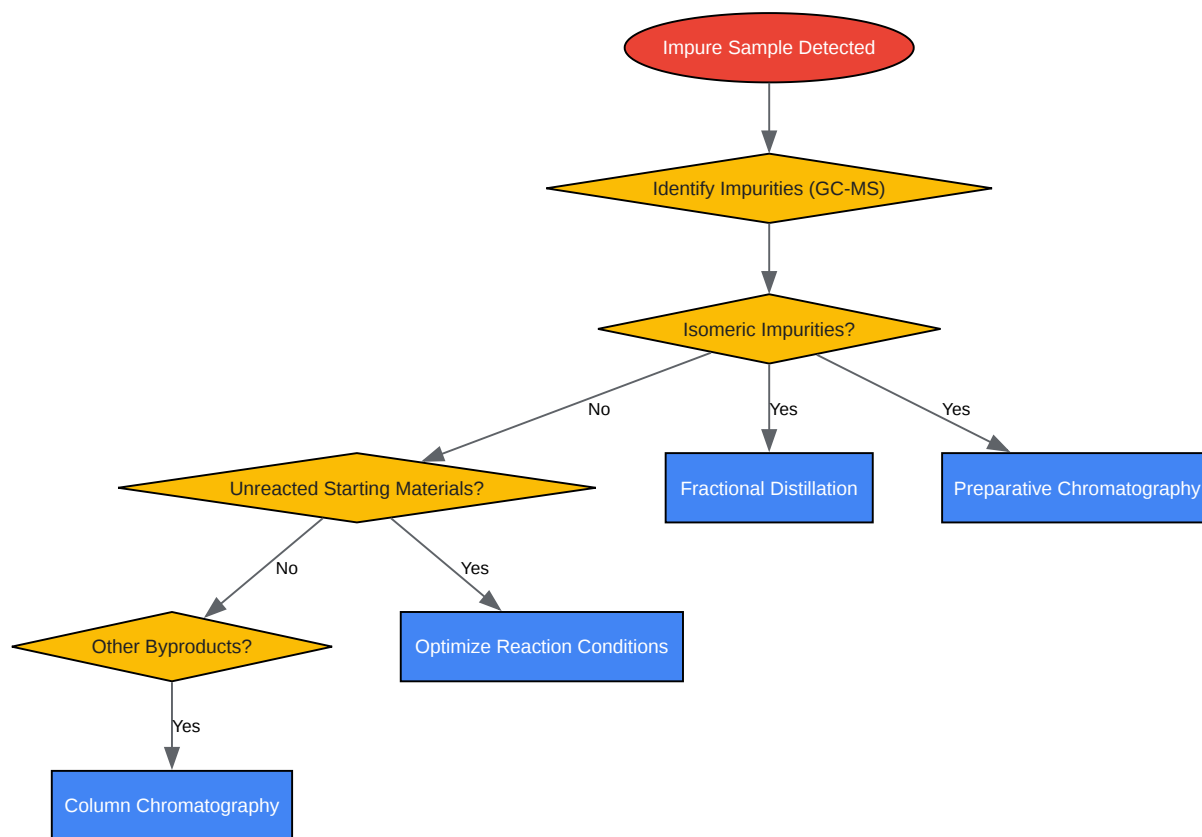 Impure Sample Detected
Identify Impurities (GC-MS)
Isomeric Impurities?
No
Yes
Yes
Unreacted Starting Materials?
Fractional Distillation
Preparative Chromatography
No
Yes
Other Byproducts?
Optimize Reaction Conditions
Yes
Column Chromatography